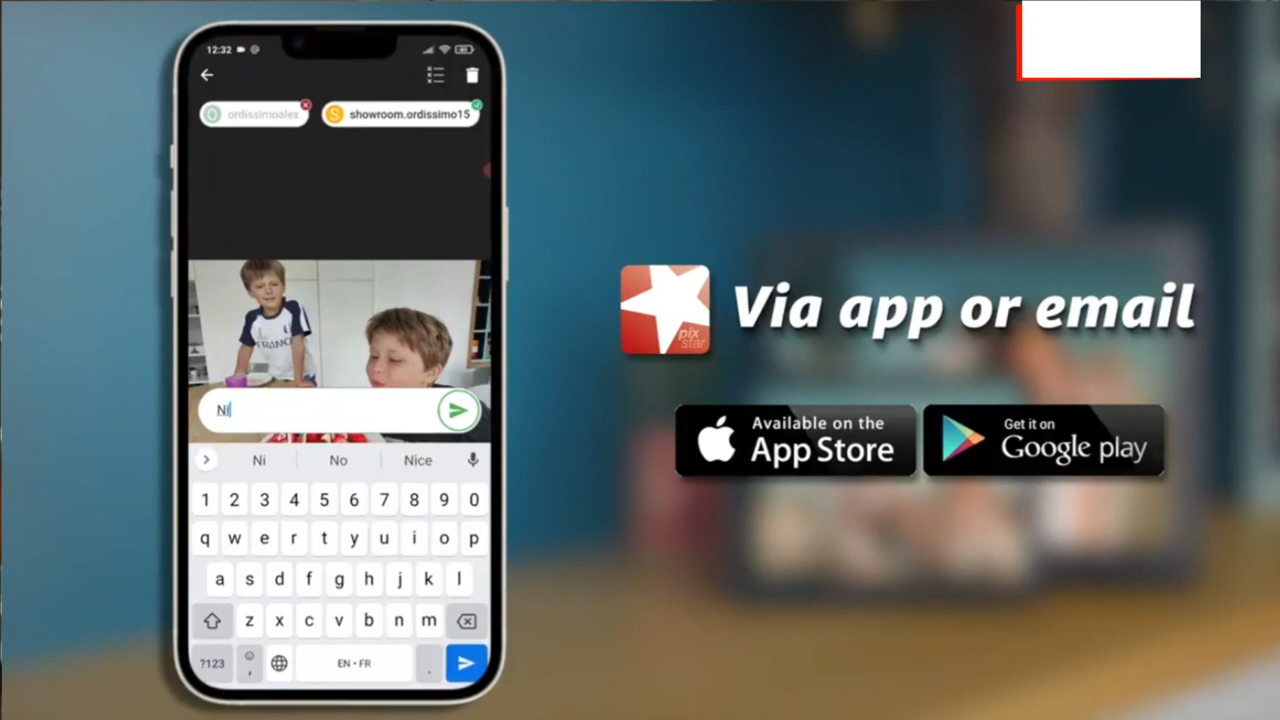 12:32
ordissimoalex
showroom.ordissimo15
FRANC
Ni
Ni No Nice
1 2 3 4 5 6 7 8 9 0
q w e r t y u i o p
a s d f g h j k l
z x c v b n m
?123 , EN • FR .
pix
star
Via app or email
Available on the
App Store
Get it on
Google play